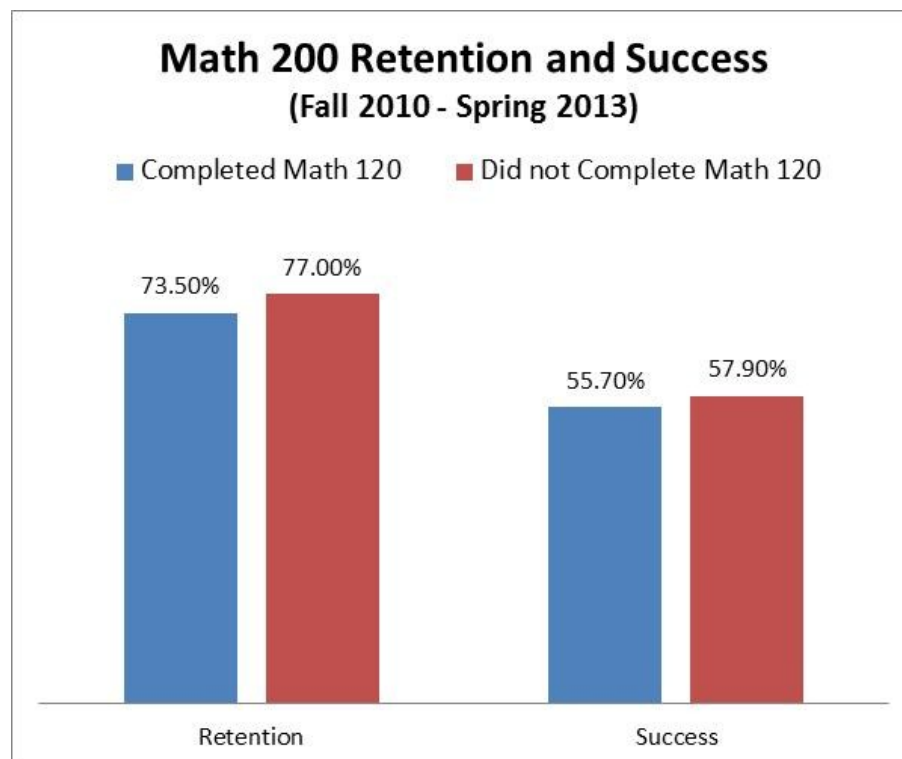 Math 200 Retention and Success
(Fall 2010 - Spring 2013)
Completed Math 120 Did not Complete Math 120
73.50% 77.00% 55.70% 57.90%
Retention Success